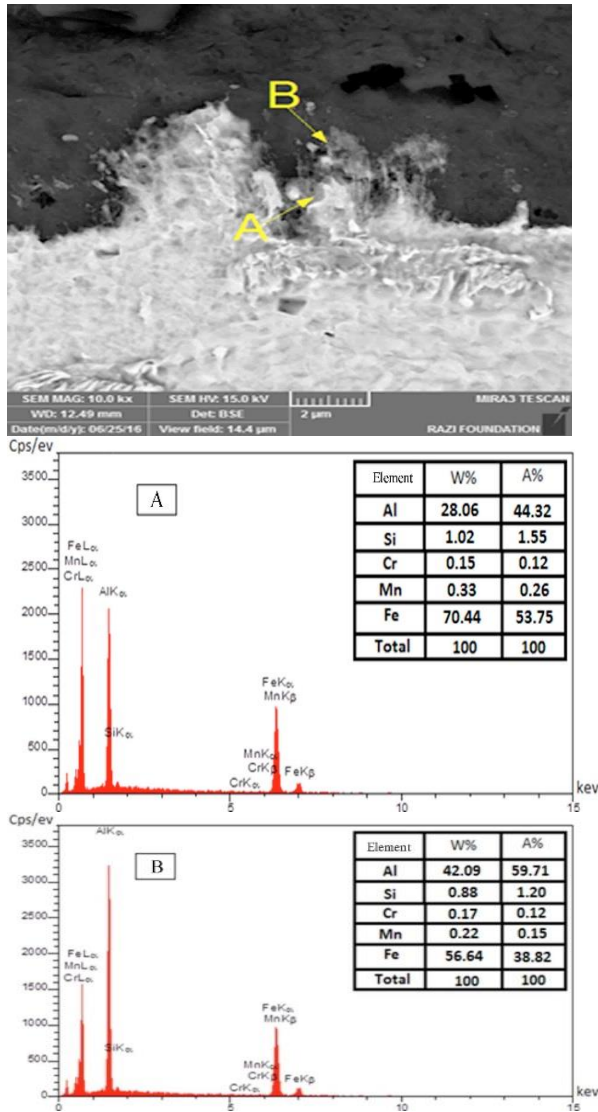 B
A
SEM MAG: 10.0 kx SEM HV: 15.0 kV MIRA3 TESCAN
WD: 12.49 mm Det: BSE 2 µm
Date(m/d/y): 06/25/16 View field: 14.4 µm RAZI FOUNDATION
Cps/ev
A
3500
3000
2500
2000
1500
1000
500
0
FeLα
MnLα
CrLα
AlKα
SiKα
FeKα
MnKβ
MnKα
CrKβ
CrKα
FeKβ
0 5 10 15 kev
Element W% A%
Al 28.06 44.32
Si 1.02 1.55
Cr 0.15 0.12
Mn 0.33 0.26
Fe 70.44 53.75
Total 100 100
Cps/ev
B
3500
3000
2500
2000
1500
1000
500
0
AlKα
FeLα
MnLα
CrLα
SiKα
FeKα
MnKβ
MnKα
CrKβ
CrKα
FeKβ
0 5 10 15 kev
Element W% A%
Al 42.09 59.71
Si 0.88 1.20
Cr 0.17 0.12
Mn 0.22 0.15
Fe 56.64 38.82
Total 100 100